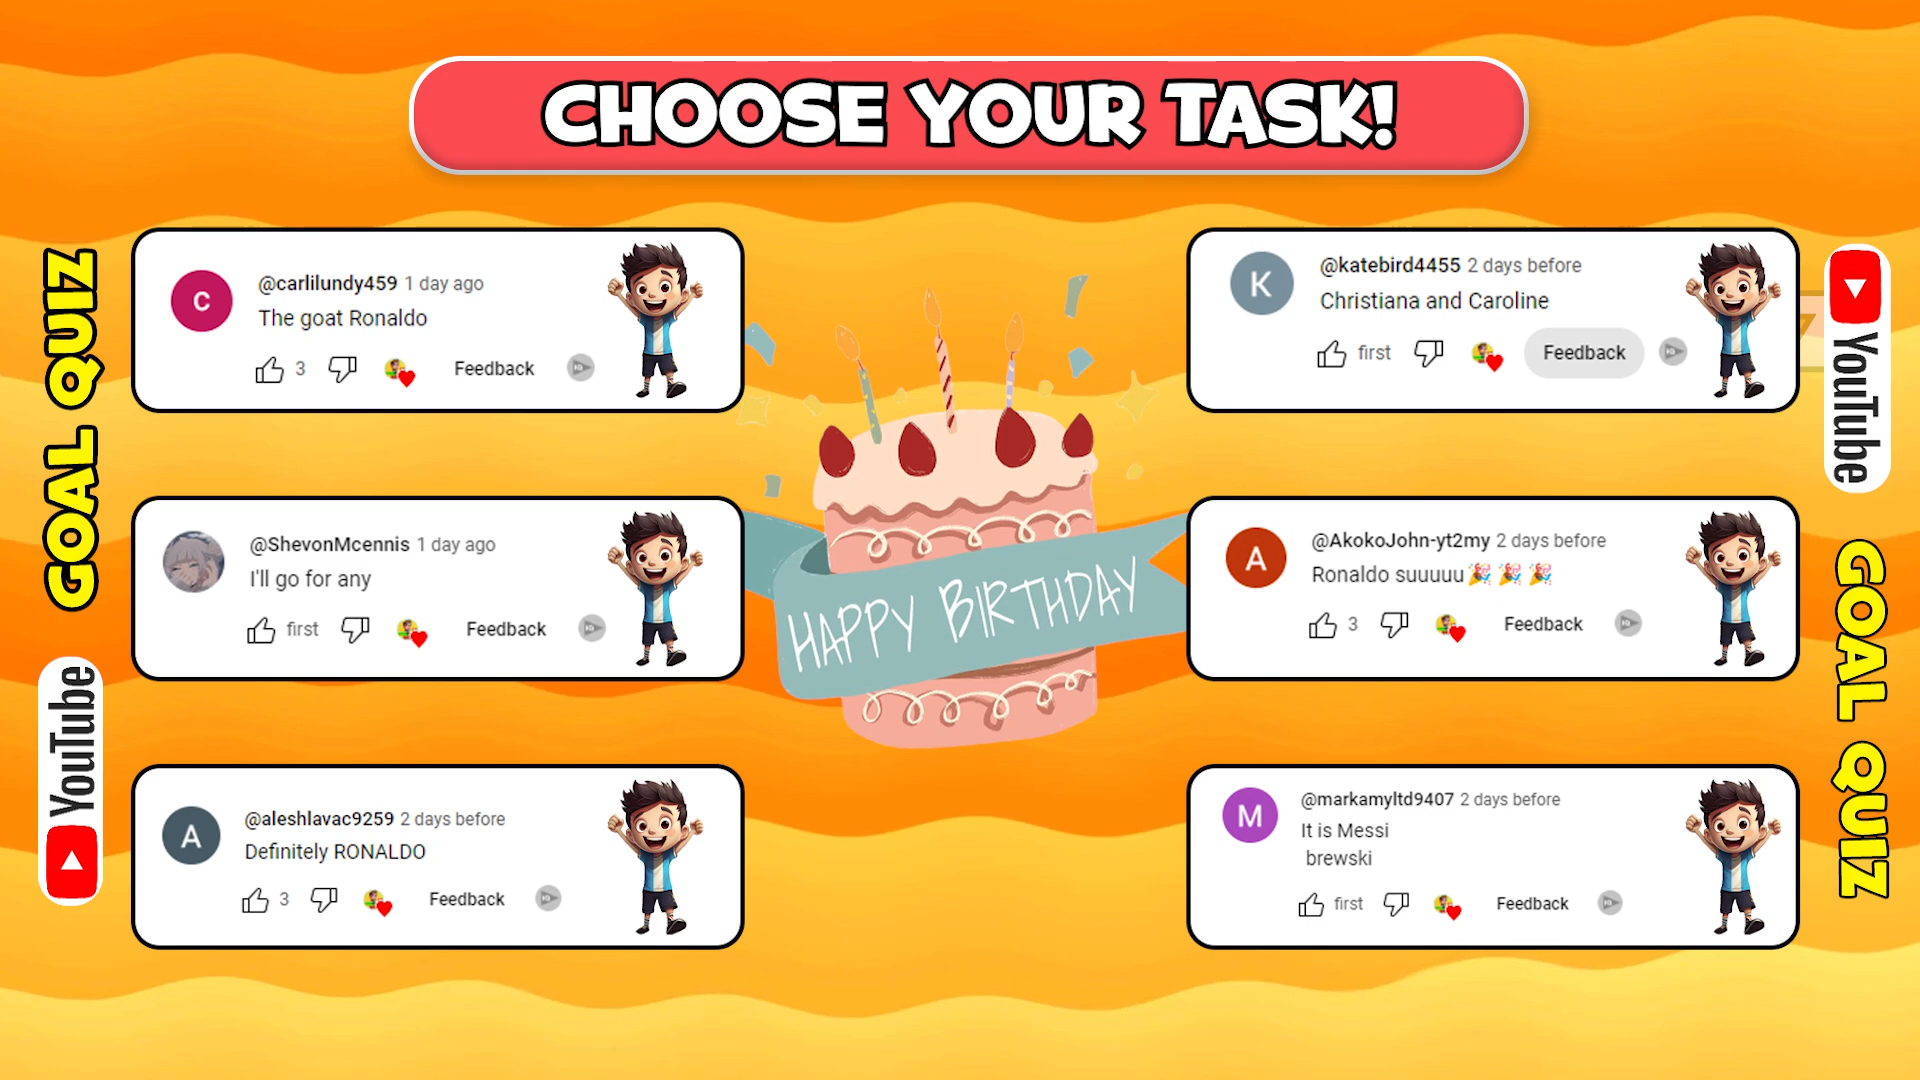 CHOOSE YOUR TASK!
GOAL QUIZ
YouTube
C
@carlilundy459 1 day ago
The goat Ronaldo
3
Feedback
@ShevonMcennis 1 day ago
I'll go for any
first
Feedback
A
@aleshlavac9259 2 days before
Definitely RONALDO
3
Feedback
HAPPY BIRTHDAY
K
@katebird4455 2 days before
Christiana and Caroline
first
Feedback
A
@AkokoJohn-yt2my 2 days before
Ronaldo suuuuu🎉 🎉 🎉
3
Feedback
M
@markamyltd9407 2 days before
It is Messi
brewski
first
Feedback
YouTube
GOAL QUIZ